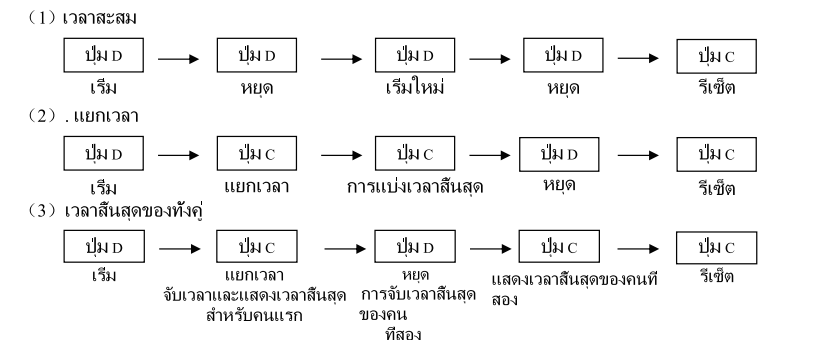 （1）เวลาสะสม
ปุ่ม D ปุ่ม D ปุ่ม D ปุ่ม D ปุ่ม C
เริ่ม หยุด เริ่มใหม่ หยุด รีเซ็ต
（2）. แยกเวลา
ปุ่ม D ปุ่ม C ปุ่ม C ปุ่ม D ปุ่ม C
เริ่ม แยกเวลา การแบ่งเวลาสิ้นสุด หยุด รีเซ็ต
（3）เวลาสิ้นสุดของทั้งคู่
ปุ่ม D ปุ่ม C ปุ่ม D ปุ่ม C ปุ่ม C
เริ่ม แยกเวลา หยุด แสดงเวลาสิ้นสุดของคนที่ รีเซ็ต
จับเวลาและแสดงเวลาสิ้นสุด การจับเวลาสิ้นสุด สอง
สำหรับคนแรก ของคน
ที่สอง